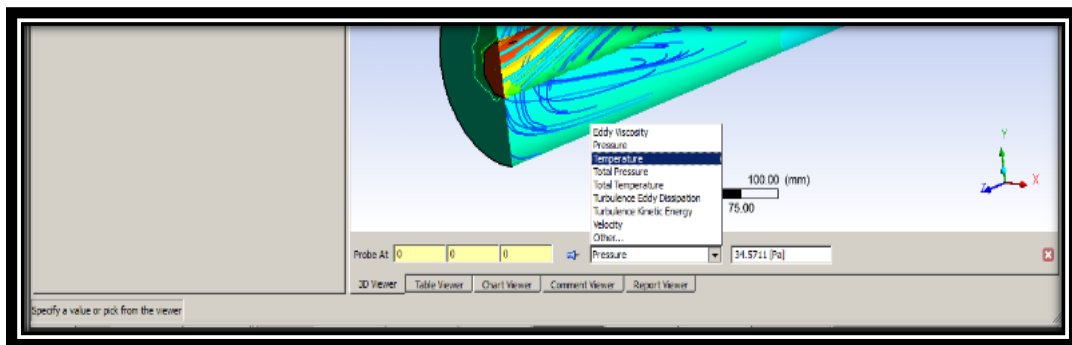 Eddy Viscosity
Pressure
Temperature
Total Pressure
Total Temperature
Turbulence Eddy Dissipation
Turbulence Kinetic Energy
Velocity
Other...
Y
X
Z
100.00 (mm)
75.00
Probe At 0 0 0 Pressure 34.5711 [Pa]
3D Viewer Table Viewer Chart Viewer Comment Viewer Report Viewer
Specify a value or pick from the viewer